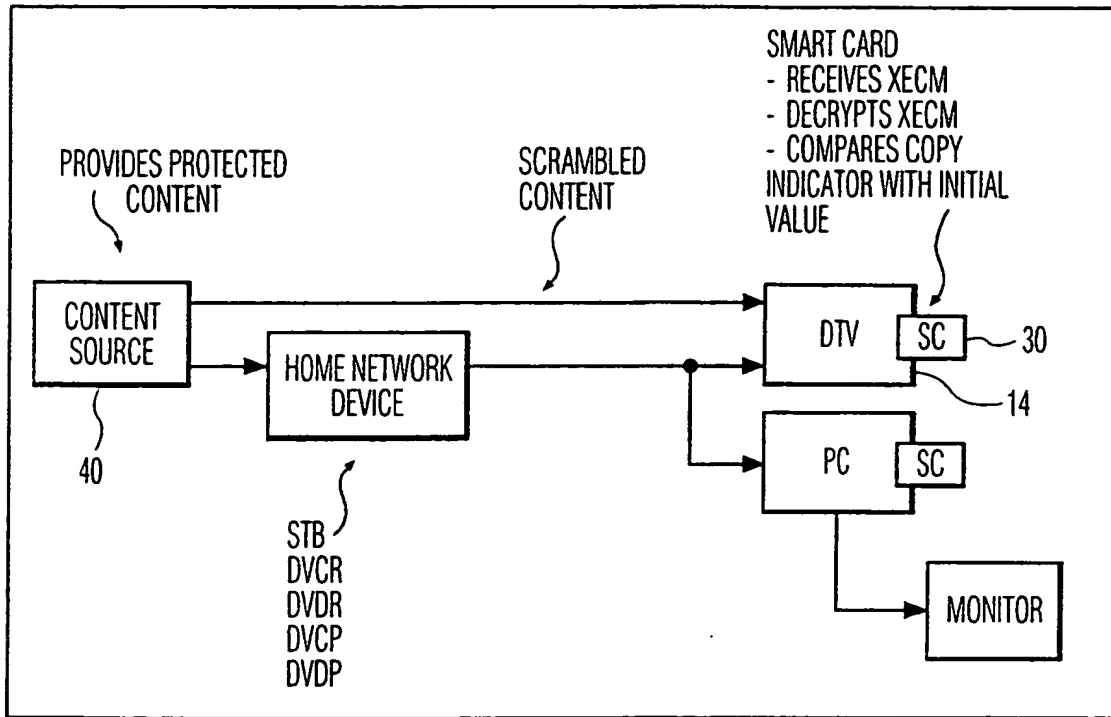 SMART CARD
- RECEIVES XECM
- DECRYPTS XECM
- COMPARES COPY
INDICATOR WITH INITIAL
VALUE
PROVIDES PROTECTED
CONTENT
SCRAMBLED
CONTENT
CONTENT
SOURCE
40
HOME NETWORK
DEVICE
DTV
SC
30
14
PC
SC
STB
DVCR
DVDR
DVCP
DVDP
MONITOR